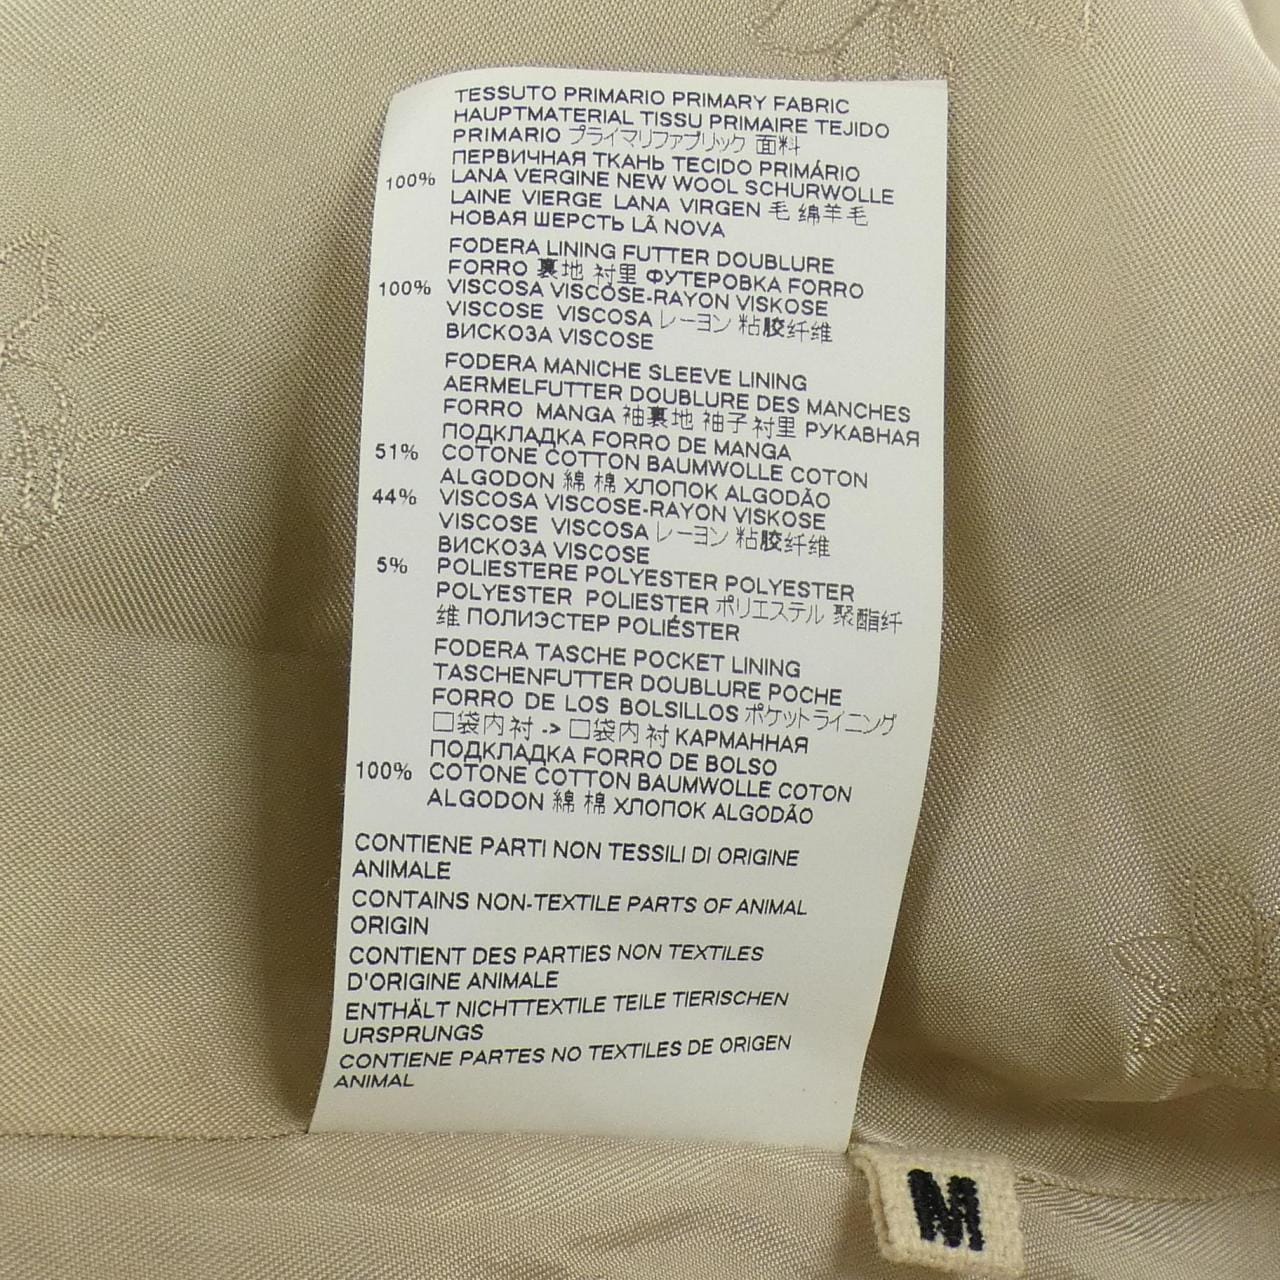 TESSUTO PRIMARIO PRIMARY FABRIC
HAUPTMATERIAL TISSU PRIMAIRE TEJIDO
PRIMARIO プライマリファブリック 面料
ПЕРВИЧНАЯ ТКАНЬ TECIDO PRIMÁRIO
100% LANA VERGINE NEW WOOL SCHURWOLLE
LAINE VIERGE LANA VIRGEN 毛 绵羊毛
НОВАЯ ШЕРСТЬ LÃ NOVA
FODERA LINING FUTTER DOUBLURE
FORRO 裏地 衬里 ФУТЕРОВКА FORRO
100% VISCOSA VISCOSE-RAYON VISKOSE
VISCOSE VISCOSA レーヨン 粘胶纤维
ВИСКОЗА VISCOSE
FODERA MANICHE SLEEVE LINING
AERMELFUTTER DOUBLURE DES MANCHES
FORRO MANGA 袖裏地 袖子衬里 РУКАВНАЯ
ПОДКЛАДКА FORRO DE MANGA
51% COTONE COTTON BAUMWOLLE COTON
ALGODON 綿 棉 ХЛОПОК ALGODÃO
44% VISCOSA VISCOSE-RAYON VISKOSE
VISCOSE VISCOSA レーヨン 粘胶纤维
ВИСКОЗА VISCOSE
5% POLIESTERE POLYESTER POLYESTER
POLYESTER POLIESTER ポリエステル 聚酯纤
维 ПОЛИЭСТЕР POLIÉSTER
FODERA TASCHE POCKET LINING
TASCHENFUTTER DOUBLURE POCHE
FORRO DE LOS BOLSILLOS ポケットライニング
口袋内衬 -> 口袋内衬 КАРМАННАЯ
ПОДКЛАДКА FORRO DE BOLSO
100% COTONE COTTON BAUMWOLLE COTON
ALGODON 綿 棉 ХЛОПОК ALGODÃO
CONTIENE PARTI NON TESSILI DI ORIGINE
ANIMALE
CONTAINS NON-TEXTILE PARTS OF ANIMAL
ORIGIN
CONTIENT DES PARTIES NON TEXTILES
D'ORIGINE ANIMALE
ENTHÄLT NICHTTEXTILE TEILE TIERISCHEN
URSPRUNGS
CONTIENE PARTES NO TEXTILES DE ORIGEN
ANIMAL
M